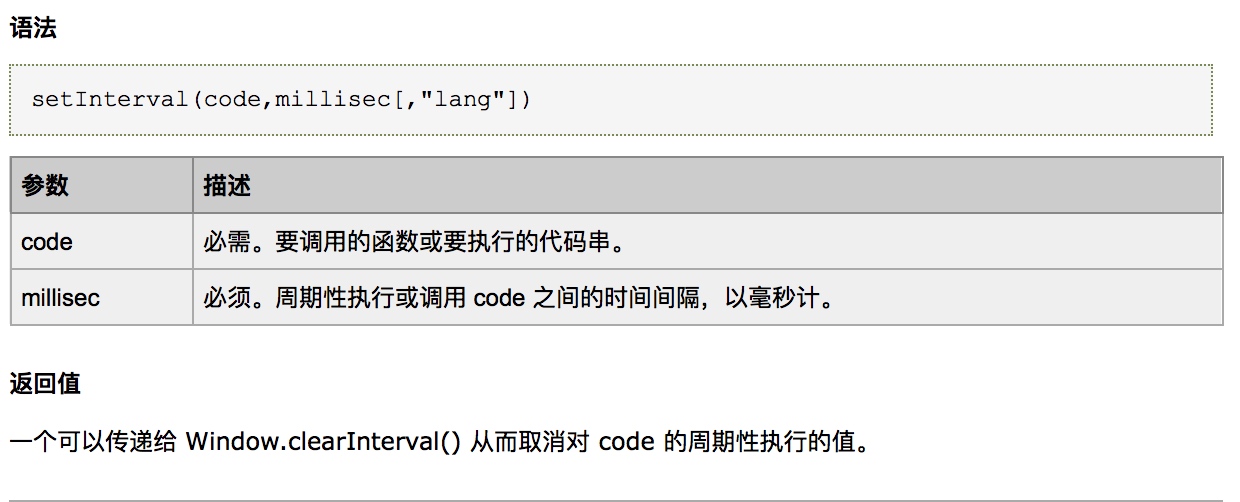 语法
setInterval(code,millisec[,"lang"])
参数 描述
code 必需。要调用的函数或要执行的代码串。
millisec 必须。周期性执行或调用 code 之间的时间间隔，以毫秒计。
返回值
一个可以传递给 Window.clearInterval() 从而取消对 code 的周期性执行的值。